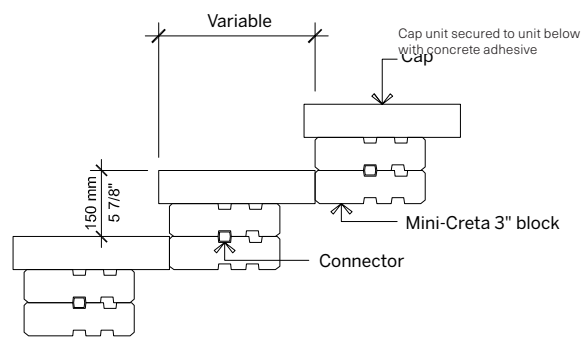 Variable
Cap unit secured to unit below
with concrete adhesive
Cap
150 mm
5 7/8"
Mini-Creta 3" block
Connector